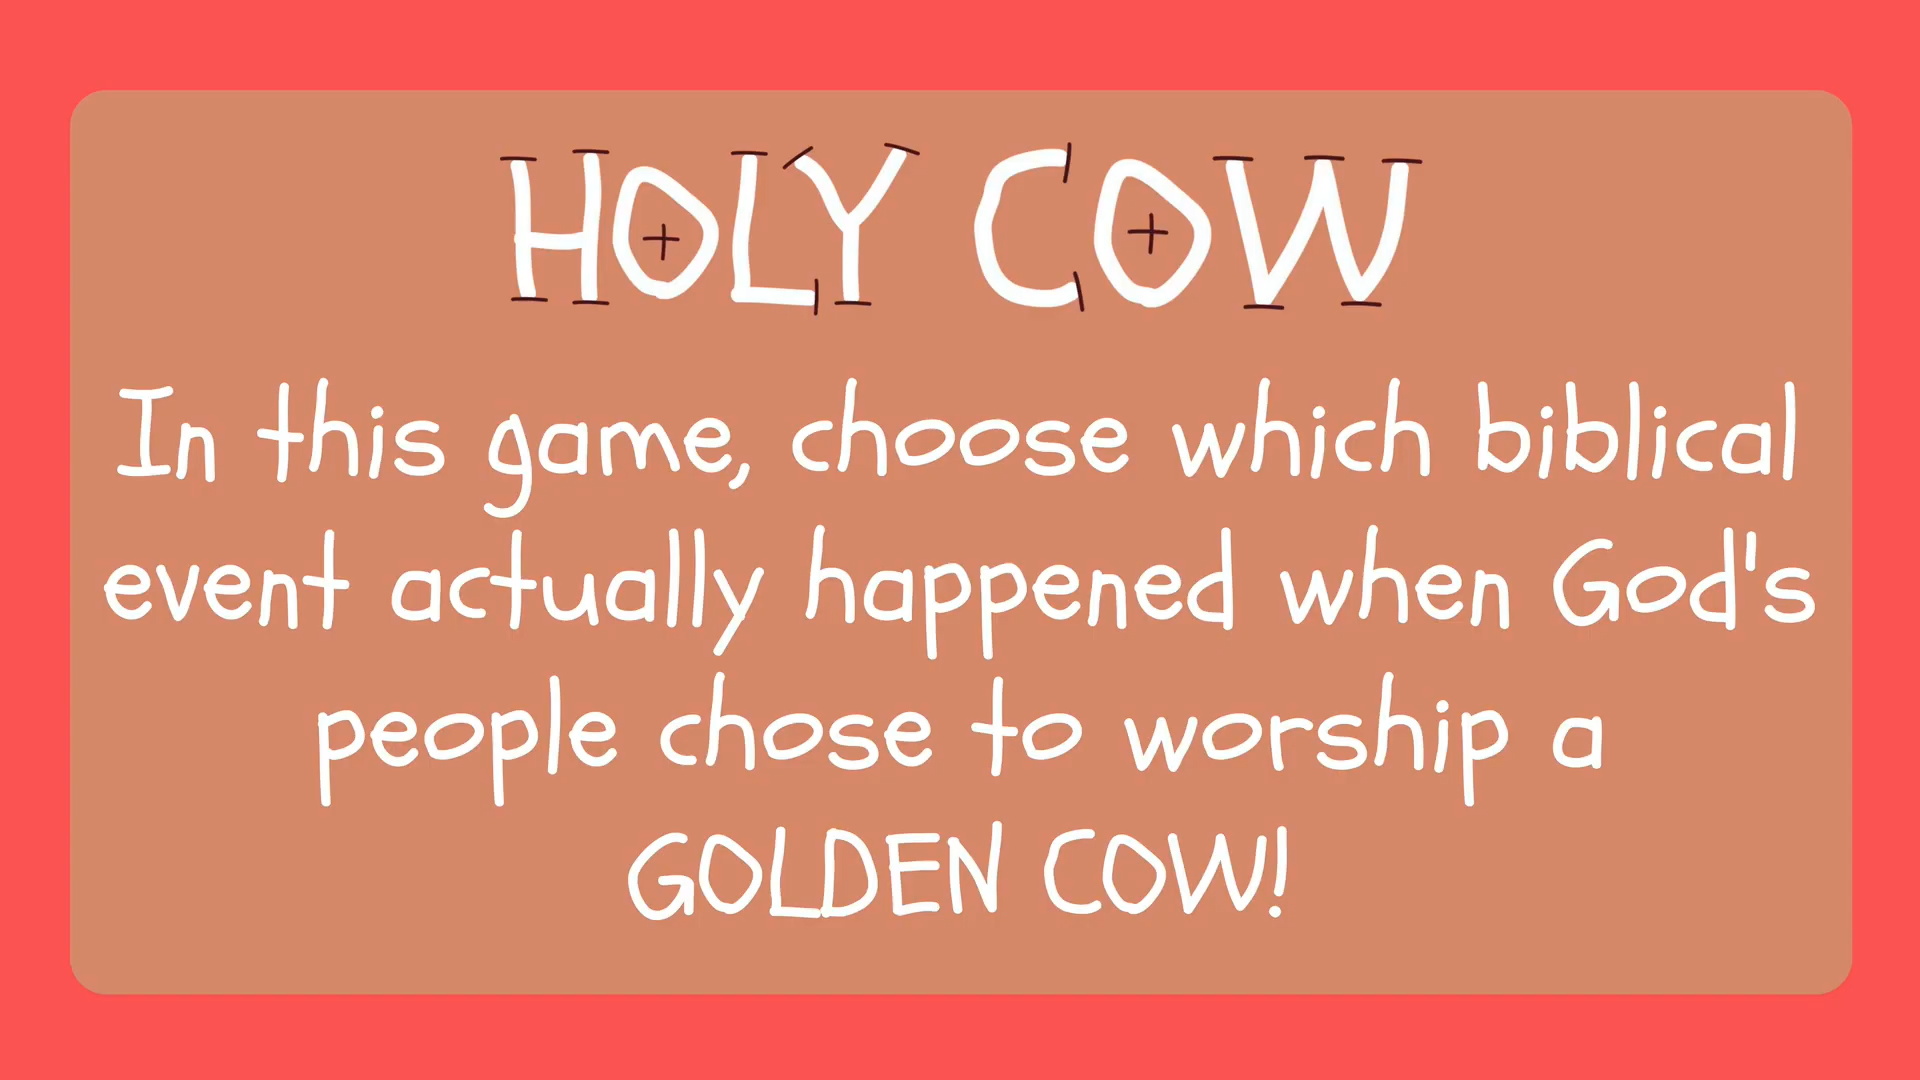 HOLY COW
In this game, choose which biblical
event actually happened when God's
people chose to worship a
GOLDEN COW!